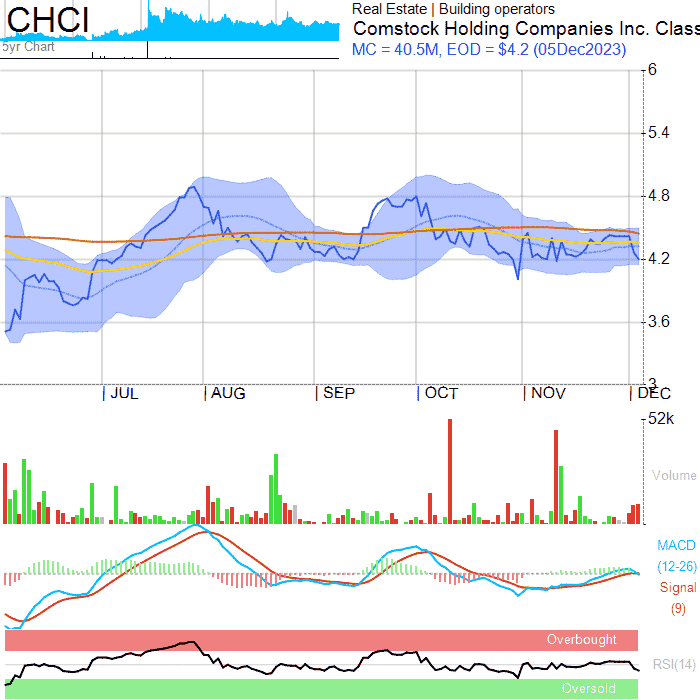 CHCI
5yr Chart
Real Estate | Building operators
Comstock Holding Companies Inc. Class
MC = 40.5M, EOD = $4.2 (05Dec2023)
6
5.4
4.8
4.2
3.6
3
JUL
AUG
SEP
OCT
NOV
DEC
52k
Volume
MACD
(12-26)
Signal
(9)
Overbought
RSI(14)
Oversold